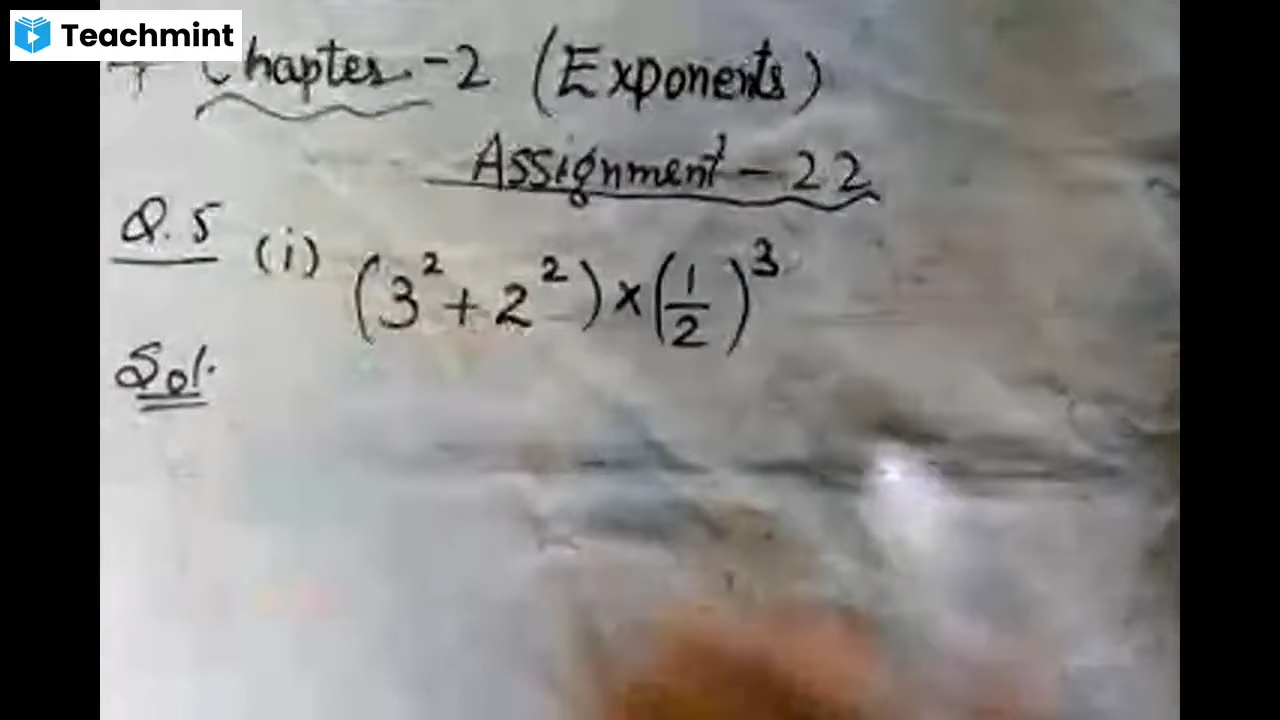 Teachmint
+ Chapter-2 (Exponents)
Assignment-22
Q.5 (i) (3²+2²)×(1/2)³
Sol.